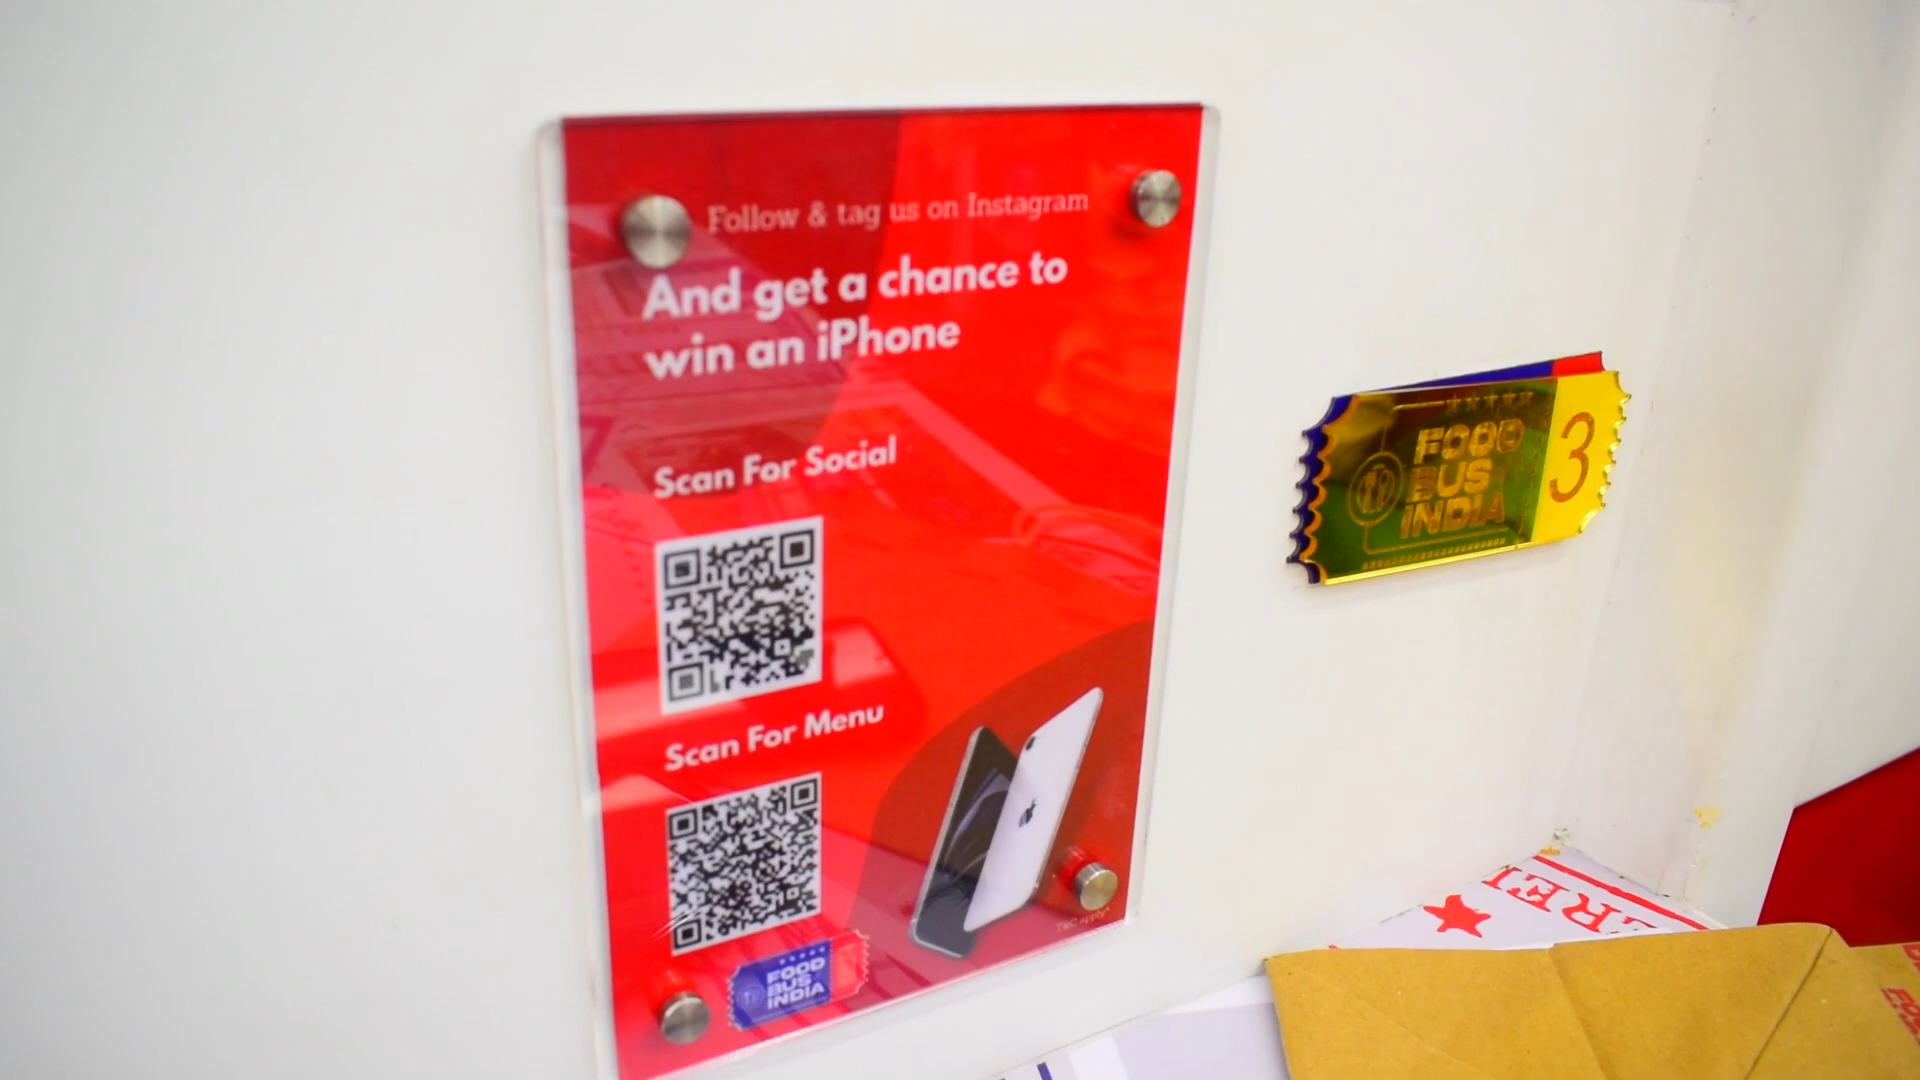 Follow & tag us on Instagram
And get a chance to
win an iPhone
Scan For Social
Scan For Menu
T&C apply*
FOOD
BUS
INDIA
FOOD
BUS
INDIA
3